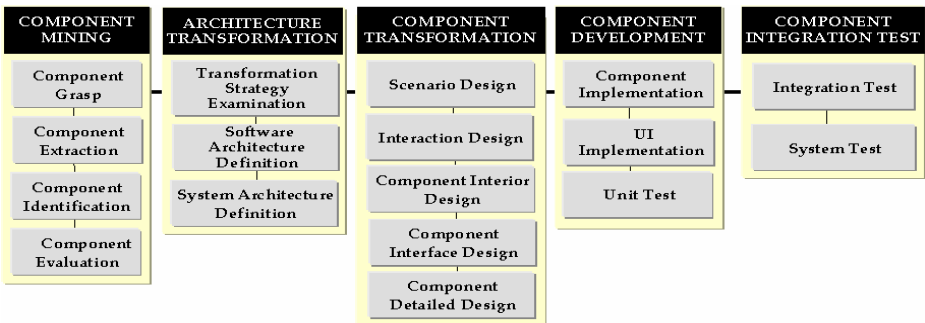 COMPONENT
MINING
Component
Grasp
Component
Extraction
Component
Identification
Component
Evaluation
ARCHITECTURE
TRANSFORMATION
Transformation
Strategy
Examination
Software
Architecture
Definition
System Architecture
Definition
COMPONENT
TRANSFORMATION
Scenario Design
Interaction Design
Component Interior
Design
Component
Interface Design
Component
Detailed Design
COMPONENT
DEVELOPMENT
Component
Implementation
UI
Implementation
Unit Test
COMPONENT
INTEGRATION TEST
Integration Test
System Test